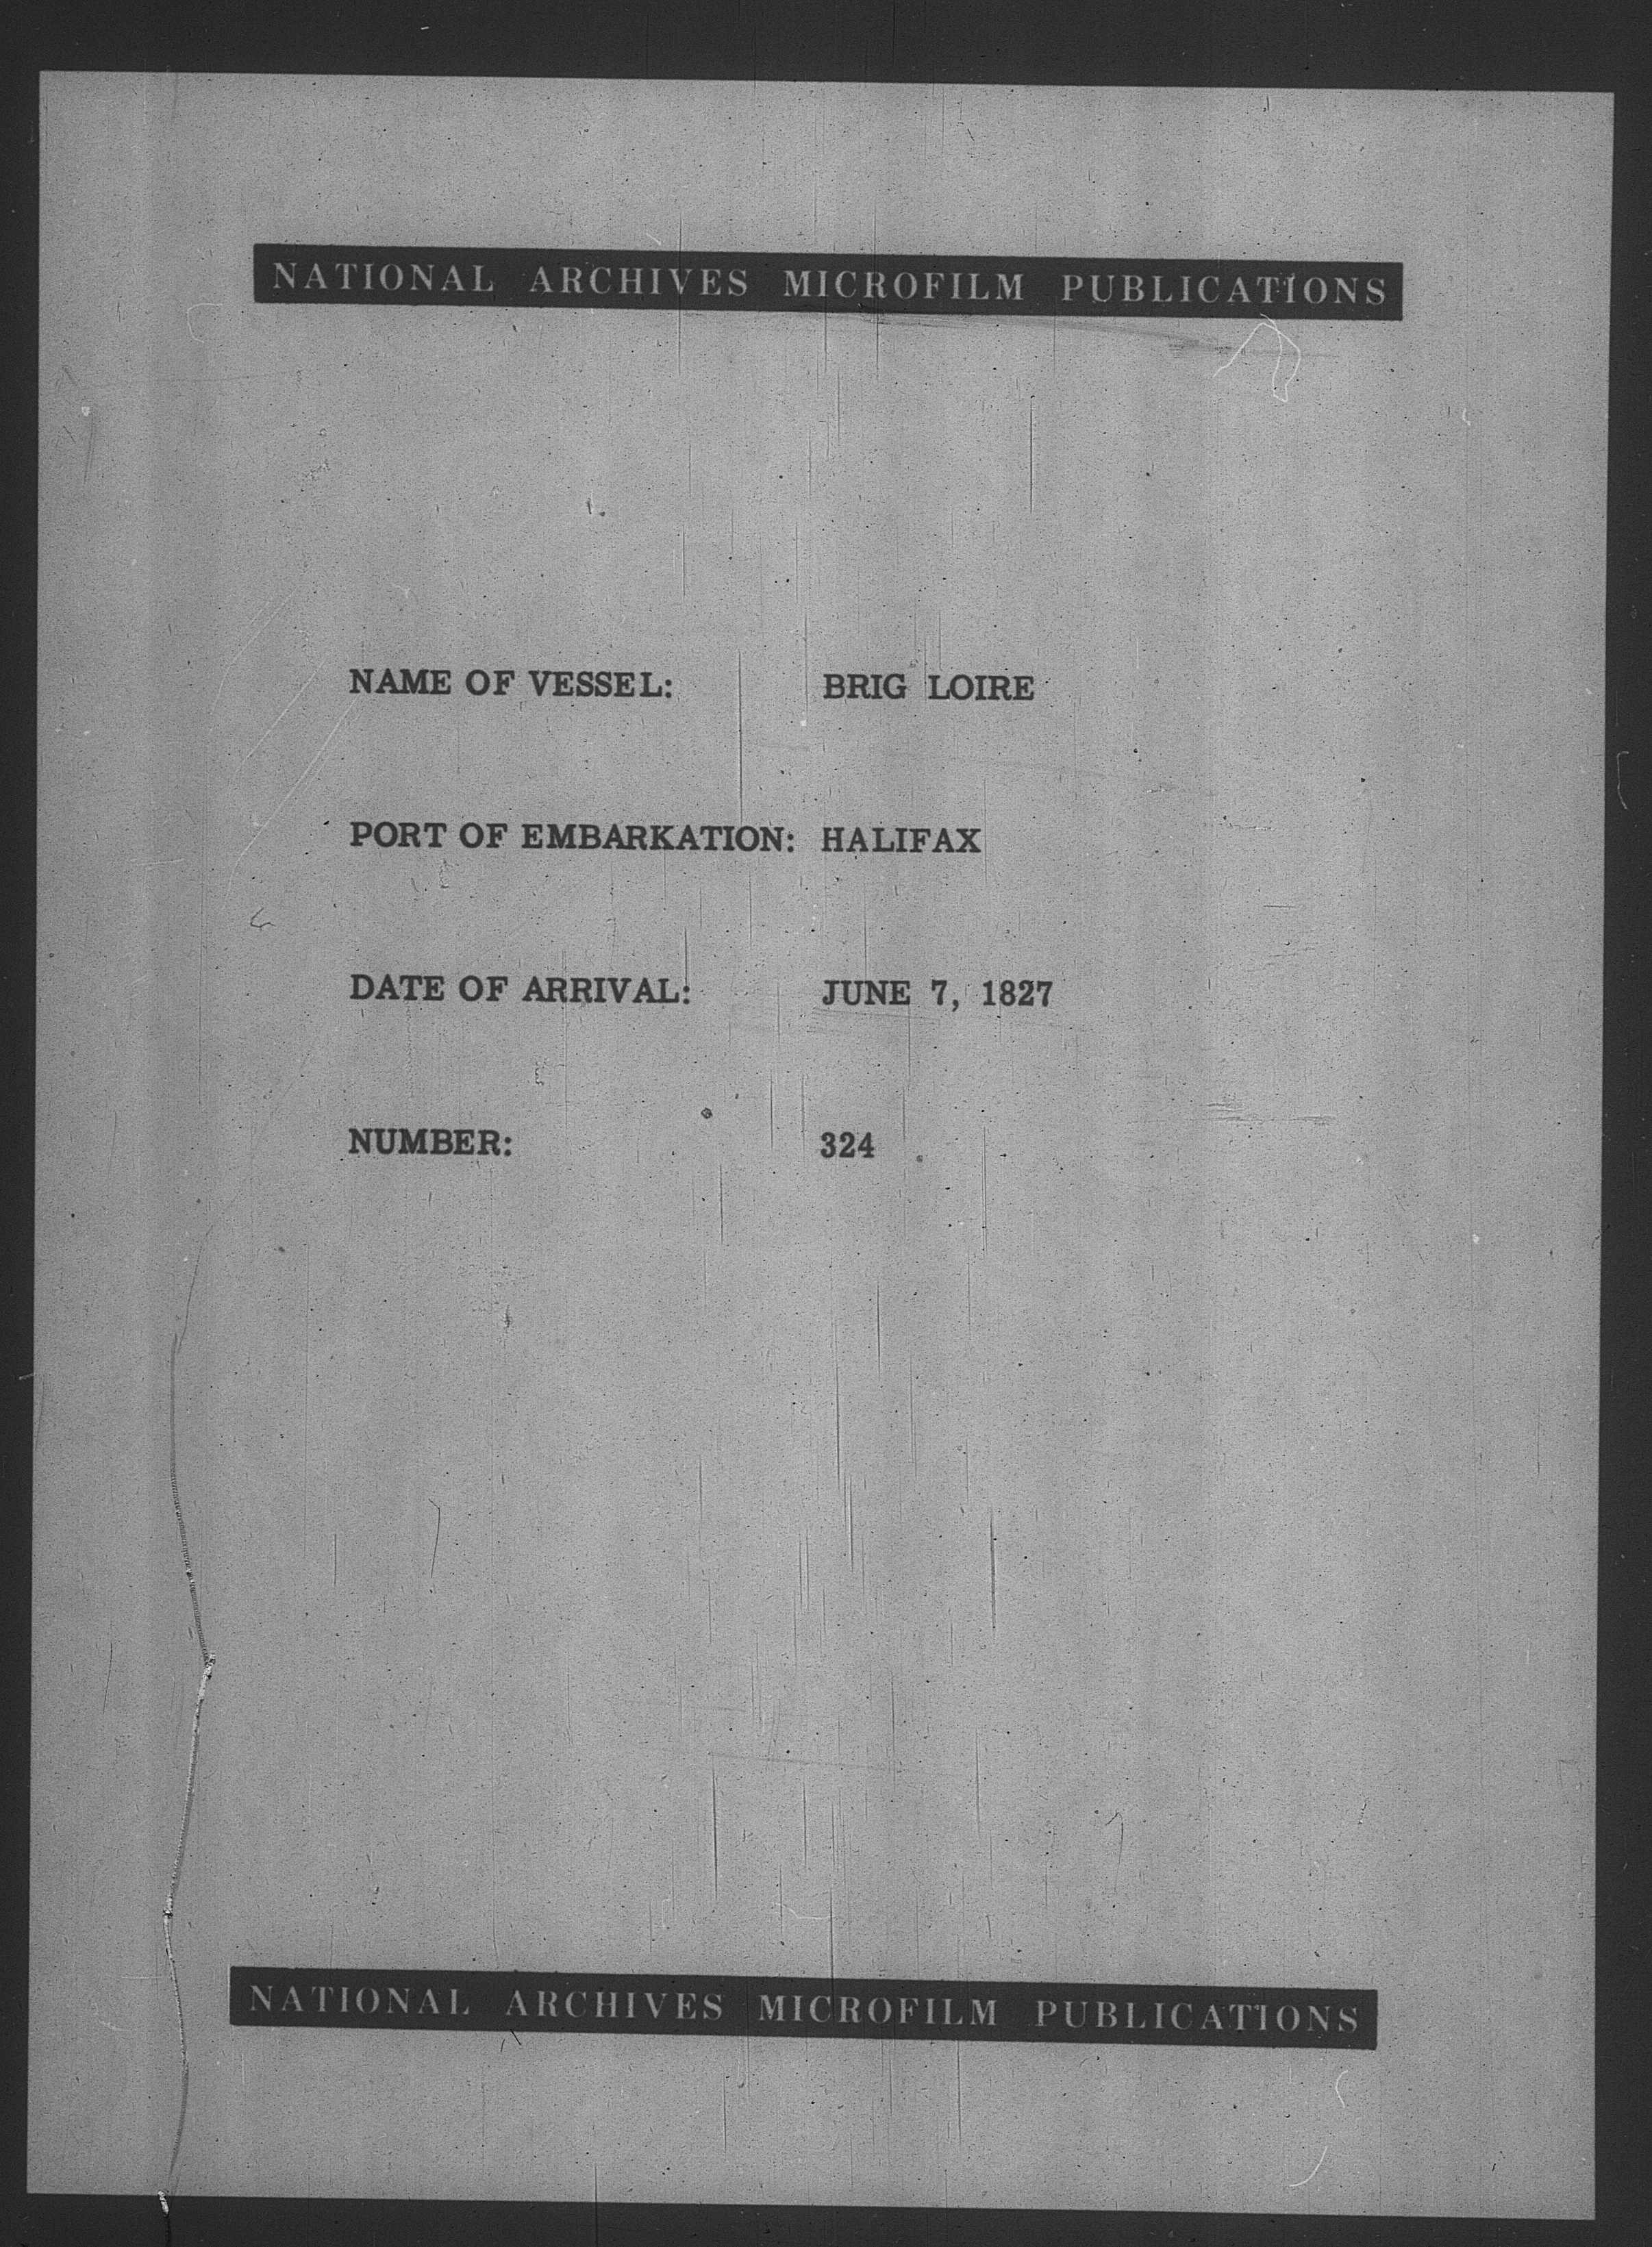 NATIONAL ARCHIVES MICROFILM PUBLICATIONS
NAME OF VESSEL: BRIG LOIRE
PORT OF EMBARKATION: HALIFAX
DATE OF ARRIVAL: JUNE 7, 1827
NUMBER: 324
NATIONAL ARCHIVES MICROFILM PUBLICATIONS